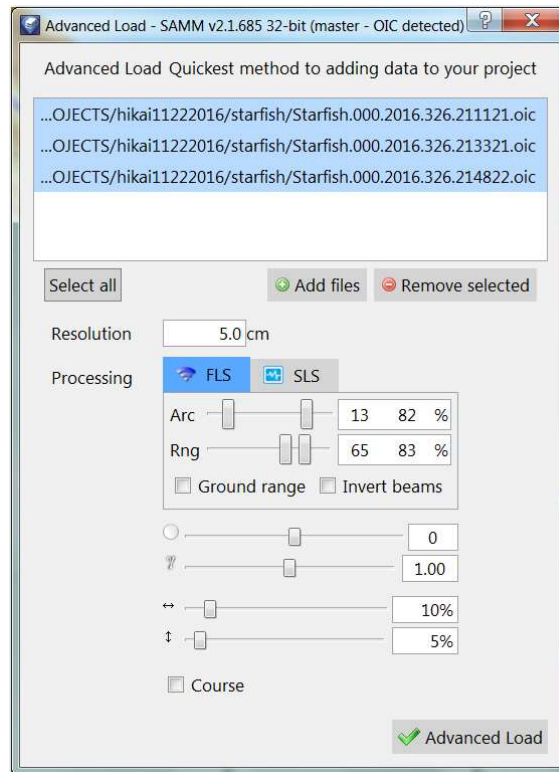 Advanced Load - SAMM v2.1.685 32-bit (master - OIC detected)
Advanced Load Quickest method to adding data to your project
...OJECTS/hikai11222016/starfish/Starfish.000.2016.326.211121.oic
...OJECTS/hikai11222016/starfish/Starfish.000.2016.326.213321.oic
...OJECTS/hikai11222016/starfish/Starfish.000.2016.326.214822.oic
Select all Add files Remove selected
Resolution 5.0 cm
Processing FLS SLS
Arc 13 82 %
Rng 65 83 %
Ground range Invert beams
0
1.00
10%
5%
Course
Advanced Load